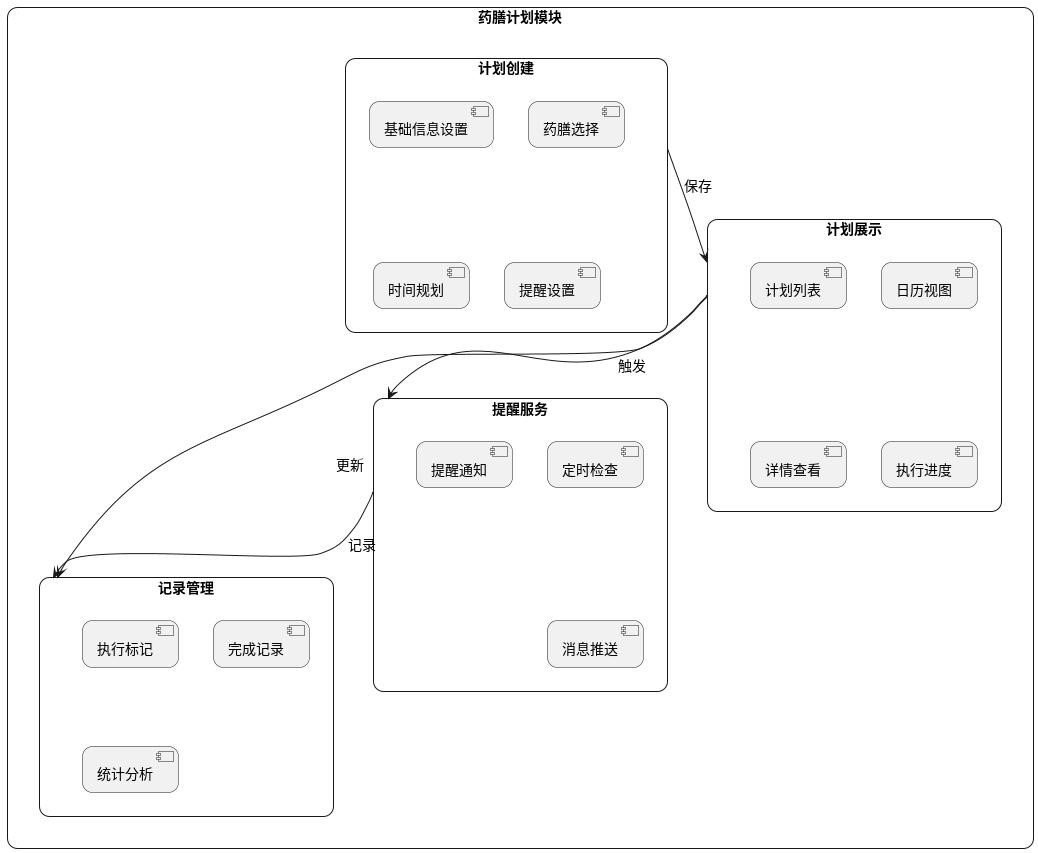 药膳计划模块
计划创建
基础信息设置
药膳选择
时间规划
提醒设置
保存
计划展示
计划列表
日历视图
详情查看
执行进度
触发
提醒服务
提醒通知
定时检查
消息推送
更新
记录
记录管理
执行标记
完成记录
统计分析